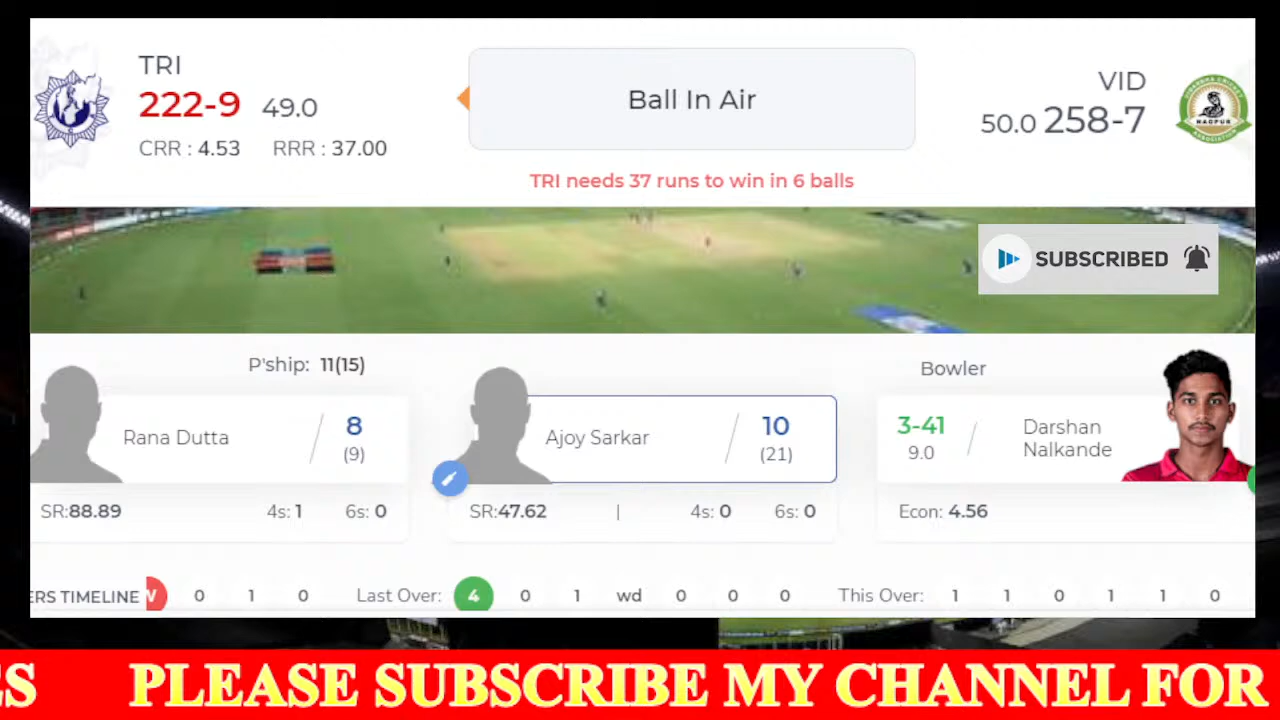 TRI
222-9 49.0
CRR : 4.53 RRR : 37.00
Ball In Air
TRI needs 37 runs to win in 6 balls
VID
50.0 258-7
NAGPUR
SUBSCRIBED
P'ship: 11(15)
Rana Dutta 8
(9)
SR:88.89 4s: 1 6s: 0
Ajoy Sarkar 10
(21)
SR:47.62 | 4s: 0 6s: 0
Bowler
3-41 Darshan
9.0 Nalkande
Econ: 4.56
ERS TIMELINE W 0 1 0 Last Over: 4 0 1 wd 0 0 0 This Over: 1 1 0 1 1 0
ES PLEASE SUBSCRIBE MY CHANNEL FOR